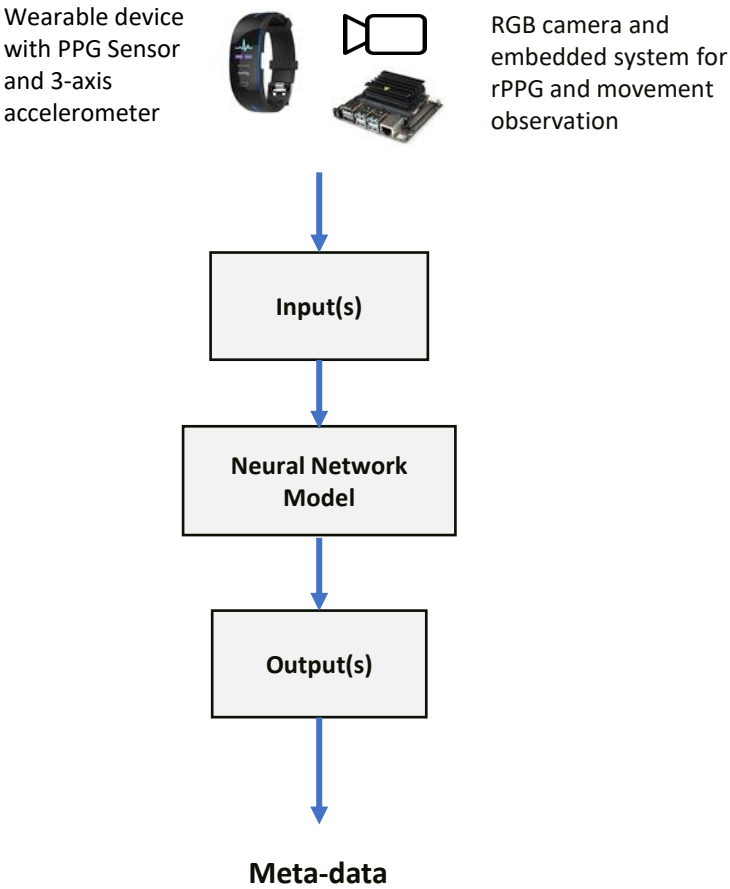 Wearable device
with PPG Sensor
and 3-axis
accelerometer
RGB camera and
embedded system for
rPPG and movement
observation
Input(s)
Neural Network
Model
Output(s)
Meta-data